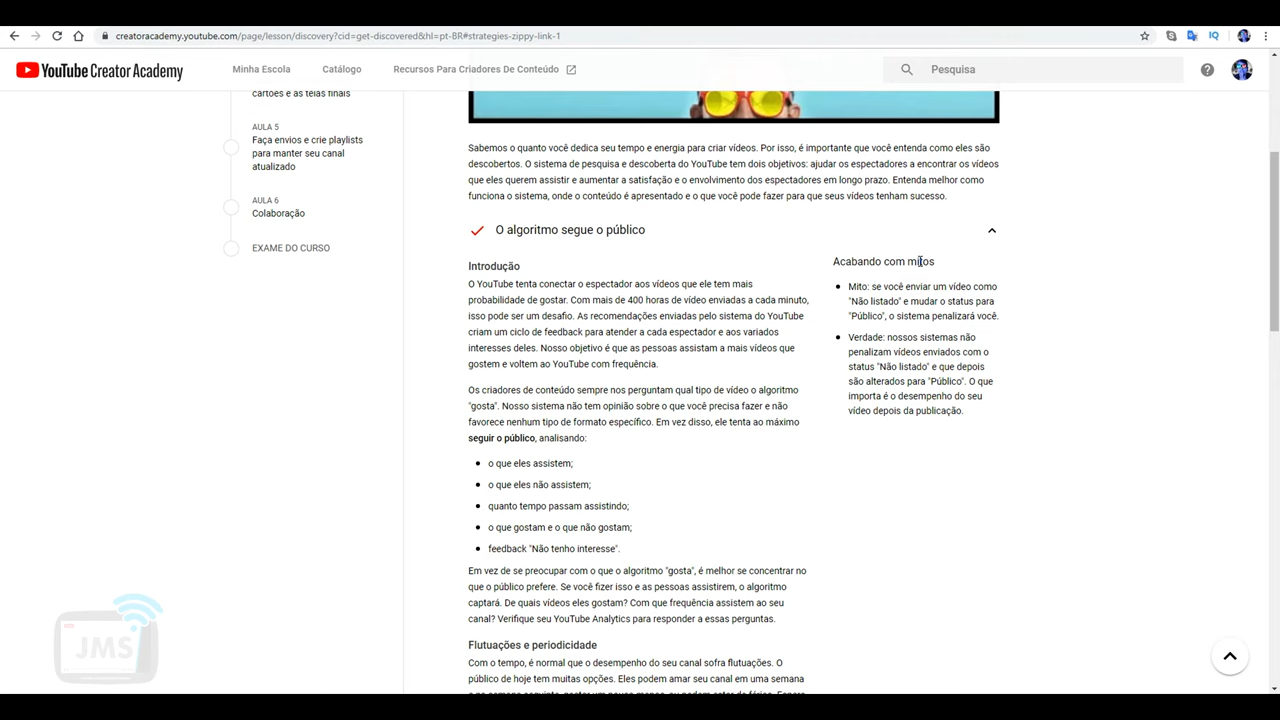 creatoracademy.youtube.com/page/lesson/discovery?cid=get-discovered&hl=pt-BR#strategies-zippy-link-1
YouTube Creator Academy
Minha Escola
Catálogo
Recursos Para Criadores De Conteúdo
Pesquisa
cartões e as telas finais
AULA 5
Faça envios e crie playlists
para manter seu canal
atualizado
AULA 6
Colaboração
EXAME DO CURSO
Sabemos o quanto você dedica seu tempo e energia para criar vídeos. Por isso, é importante que você entenda como eles são
descobertos. O sistema de pesquisa e descoberta do YouTube tem dois objetivos: ajudar os espectadores a encontrar os vídeos
que eles querem assistir e aumentar a satisfação e o envolvimento dos espectadores em longo prazo. Entenda melhor como
funciona o sistema, onde o conteúdo é apresentado e o que você pode fazer para que seus vídeos tenham sucesso.
O algoritmo segue o público
Introdução
O YouTube tenta conectar o espectador aos vídeos que ele tem mais
probabilidade de gostar. Com mais de 400 horas de vídeo enviadas a cada minuto,
isso pode ser um desafio. As recomendações enviadas pelo sistema do YouTube
criam um ciclo de feedback para atender a cada espectador e aos variados
interesses deles. Nosso objetivo é que as pessoas assistam a mais vídeos que
gostem e voltem ao YouTube com frequência.
Os criadores de conteúdo sempre nos perguntam qual tipo de vídeo o algoritmo
"gosta". Nosso sistema não tem opinião sobre o que você precisa fazer e não
favorece nenhum tipo de formato específico. Em vez disso, ele tenta ao máximo
seguir o público, analisando:
o que eles assistem;
o que eles não assistem;
quanto tempo passam assistindo;
o que gostam e o que não gostam;
feedback "Não tenho interesse".
Em vez de se preocupar com o que o algoritmo "gosta", é melhor se concentrar no
que o público prefere. Se você fizer isso e as pessoas assistirem, o algoritmo
captará. De quais vídeos eles gostam? Com que frequência assistem ao seu
canal? Verifique seu YouTube Analytics para responder a essas perguntas.
Flutuações e periodicidade
Com o tempo, é normal que o desempenho do seu canal sofra flutuações. O
público de hoje tem muitas opções. Eles podem amar seu canal em uma semana
Acabando com mitos
Mito: se você enviar um vídeo como
"Não listado" e mudar o status para
"Público", o sistema penalizará você.
Verdade: nossos sistemas não
penalizam vídeos enviados com o
status "Não listado" e que depois
são alterados para "Público". O que
importa é o desempenho do seu
vídeo depois da publicação.
JMS